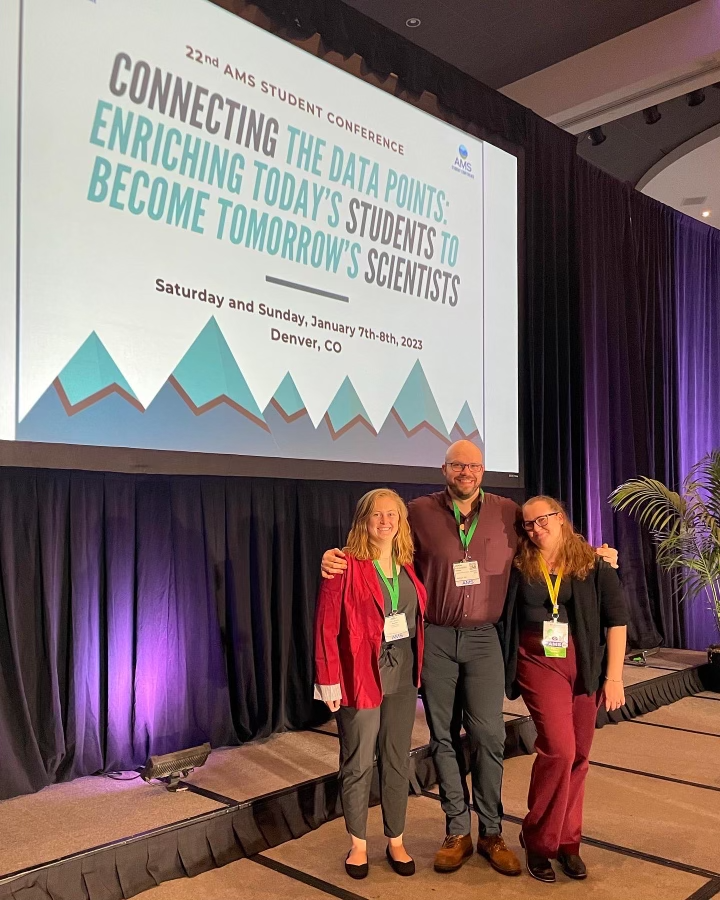 22nd AMS STUDENT CONFERENCE
CONNECTING THE DATA POINTS:
ENRICHING TODAY'S STUDENTS TO
BECOME TOMORROW'S SCIENTISTS
Saturday and Sunday, January 7th-8th, 2023
Denver, CO
AMS